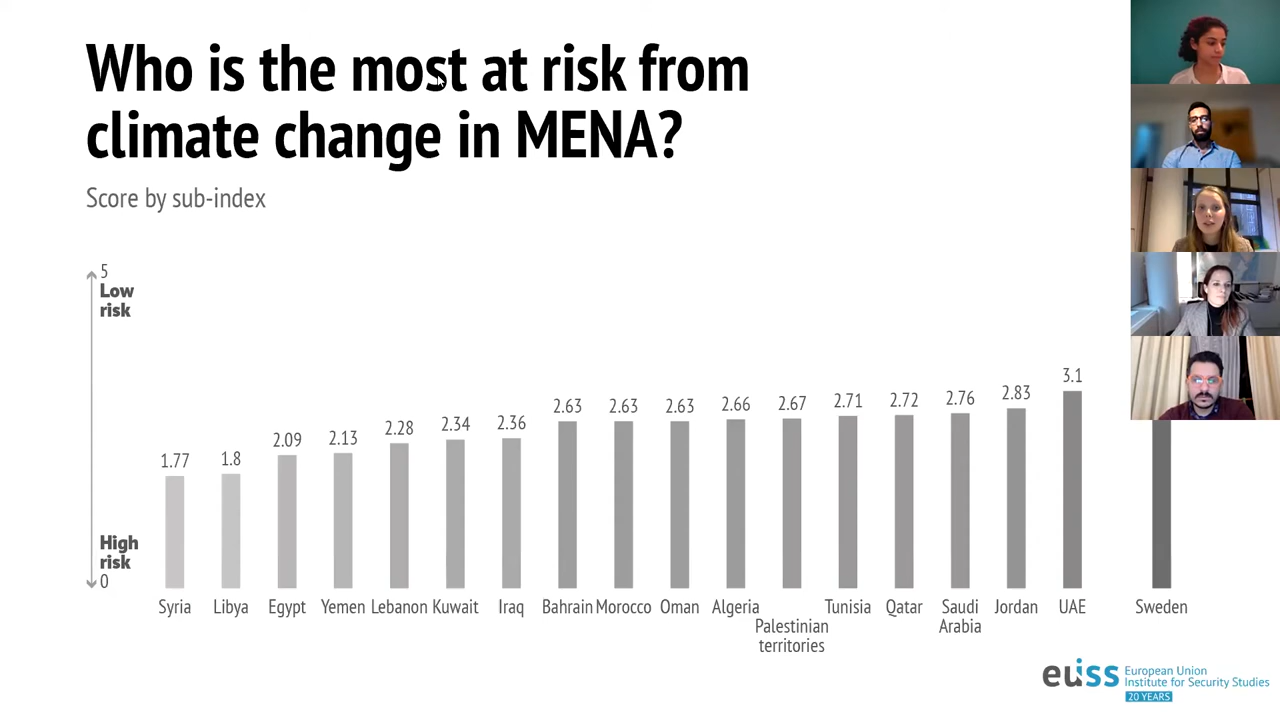 Who is the most at risk from
climate change in MENA?
Score by sub-index
5
Low
risk
High
risk
0
1.77
1.8
2.09
2.13
2.28
2.34
2.36
2.63
2.63
2.63
2.66
2.67
2.71
2.72
2.76
2.83
3.1
Syria
Libya
Egypt
Yemen
Lebanon
Kuwait
Iraq
Bahrain
Morocco
Oman
Algeria
Palestinian
territories
Tunisia
Qatar
Saudi
Arabia
Jordan
UAE
Sweden
euiss
European Union
Institute for Security Studies
20 YEARS